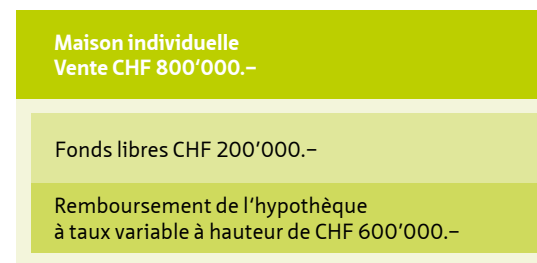 Maison individuelle
Vente CHF 800’000.–
Fonds libres CHF 200’000.–
Remboursement de l’hypothèque
à taux variable à hauteur de CHF 600’000.–